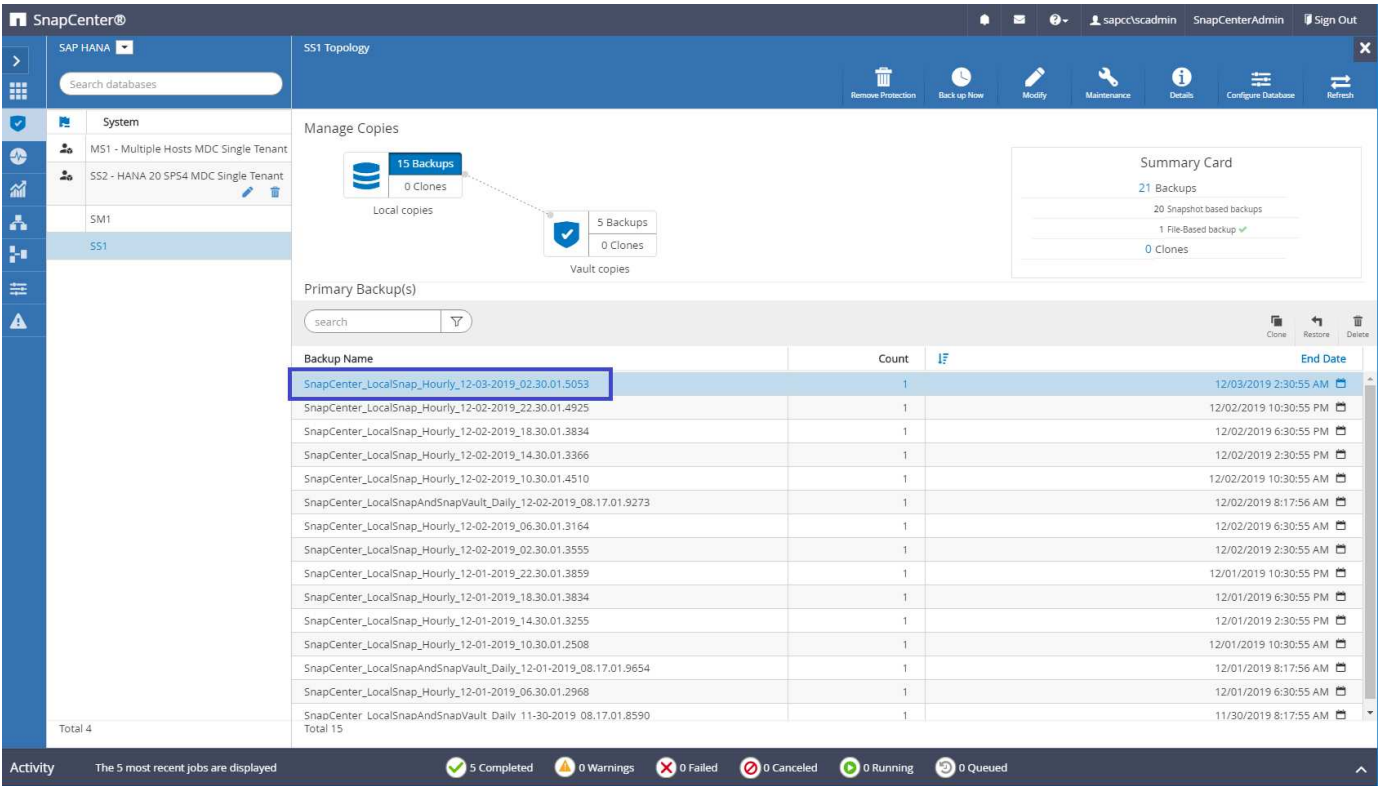 SnapCenter®
sapcc\scadmin SnapCenterAdmin Sign Out
SAP HANA
SS1 Topology
Search databases
Remove Protection Back up Now Modify Maintenance Details Configure Database Refresh
System
MS1 - Multiple Hosts MDC Single Tenant
SS2 - HANA 20 SPS4 MDC Single Tenant
SM1
SS1
Total 4
Manage Copies
15 Backups
0 Clones
Local copies
5 Backups
0 Clones
Vault copies
Summary Card
21 Backups
20 Snapshot based backups
1 File-Based backup
0 Clones
Primary Backup(s)
search
Clone Restore Delete
Backup Name Count End Date
SnapCenter_LocalSnap_Hourly_12-03-2019_02.30.01.5053 1 12/03/2019 2:30:55 AM
SnapCenter_LocalSnap_Hourly_12-02-2019_22.30.01.4925 1 12/02/2019 10:30:55 PM
SnapCenter_LocalSnap_Hourly_12-02-2019_18.30.01.3834 1 12/02/2019 6:30:55 PM
SnapCenter_LocalSnap_Hourly_12-02-2019_14.30.01.3366 1 12/02/2019 2:30:55 PM
SnapCenter_LocalSnap_Hourly_12-02-2019_10.30.01.4510 1 12/02/2019 10:30:55 AM
SnapCenter_LocalSnapAndSnapVault_Daily_12-02-2019_08.17.01.9273 1 12/02/2019 8:17:56 AM
SnapCenter_LocalSnap_Hourly_12-02-2019_06.30.01.3164 1 12/02/2019 6:30:55 AM
SnapCenter_LocalSnap_Hourly_12-02-2019_02.30.01.3555 1 12/02/2019 2:30:55 AM
SnapCenter_LocalSnap_Hourly_12-01-2019_22.30.01.3859 1 12/01/2019 10:30:55 PM
SnapCenter_LocalSnap_Hourly_12-01-2019_18.30.01.3834 1 12/01/2019 6:30:55 PM
SnapCenter_LocalSnap_Hourly_12-01-2019_14.30.01.3255 1 12/01/2019 2:30:55 PM
SnapCenter_LocalSnap_Hourly_12-01-2019_10.30.01.2508 1 12/01/2019 10:30:55 AM
SnapCenter_LocalSnapAndSnapVault_Daily_12-01-2019_08.17.01.9654 1 12/01/2019 8:17:56 AM
SnapCenter_LocalSnap_Hourly_12-01-2019_06.30.01.2968 1 12/01/2019 6:30:55 AM
SnapCenter_LocalSnapAndSnapVault_Daily_11-30-2019_08.17.01.8590 1 11/30/2019 8:17:55 AM
Total 15
Activity The 5 most recent jobs are displayed 5 Completed 0 Warnings 0 Failed 0 Canceled 0 Running 0 Queued